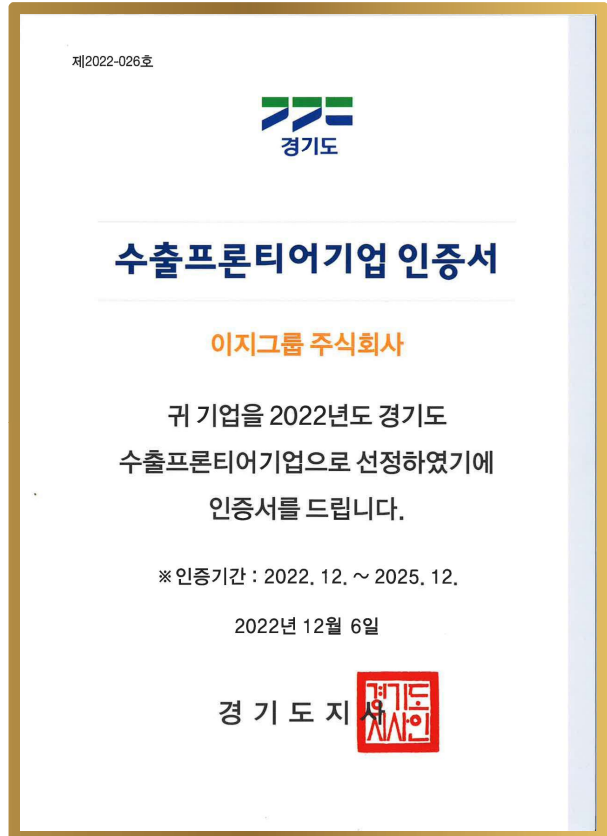 제2022-026호
경기도
수출프론티어기업 인증서
이지그룹 주식회사
귀 기업을 2022년도 경기도
수출프론티어기업으로 선정하였기에
인증서를 드립니다.
※인증기간 : 2022. 12. ~ 2025. 12.
2022년 12월 6일
경 기 도 지 사
경기도
지사인